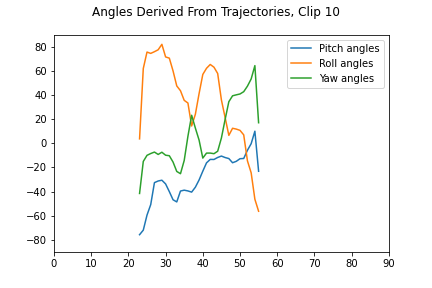 Angles Derived From Trajectories, Clip 10
Pitch angles
Roll angles
Yaw angles
80
60
40
20
0
−20
−40
−60
−80
0 10 20 30 40 50 60 70 80 90